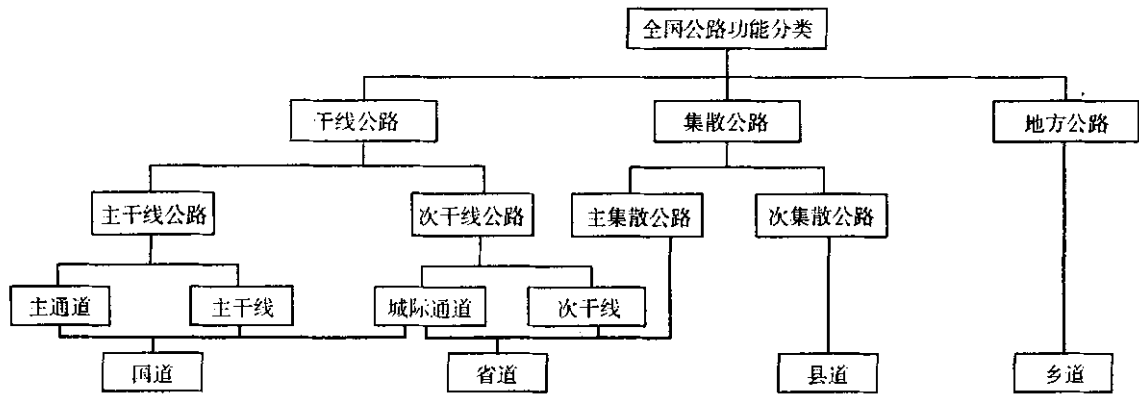 全国公路功能分类
干线公路
集散公路
地方公路
主干线公路
次干线公路
主集散公路
次集散公路
主通道
主干线
城际通道
次干线
国道
省道
县道
乡道